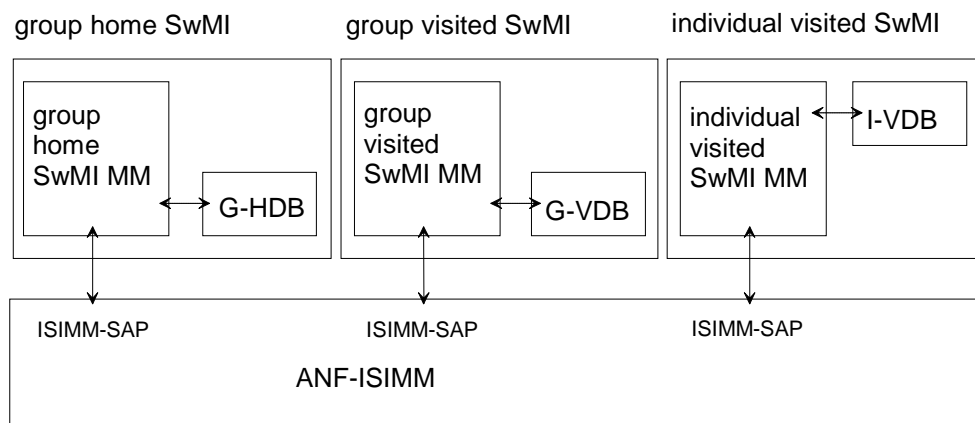 group home SwMI
group visited SwMI
individual visited SwMI
group
home
SwMI MM
G-HDB
group
visited
SwMI MM
G-VDB
individual
visited
SwMI MM
I-VDB
ISIMM-SAP
ISIMM-SAP
ISIMM-SAP
ANF-ISIMM